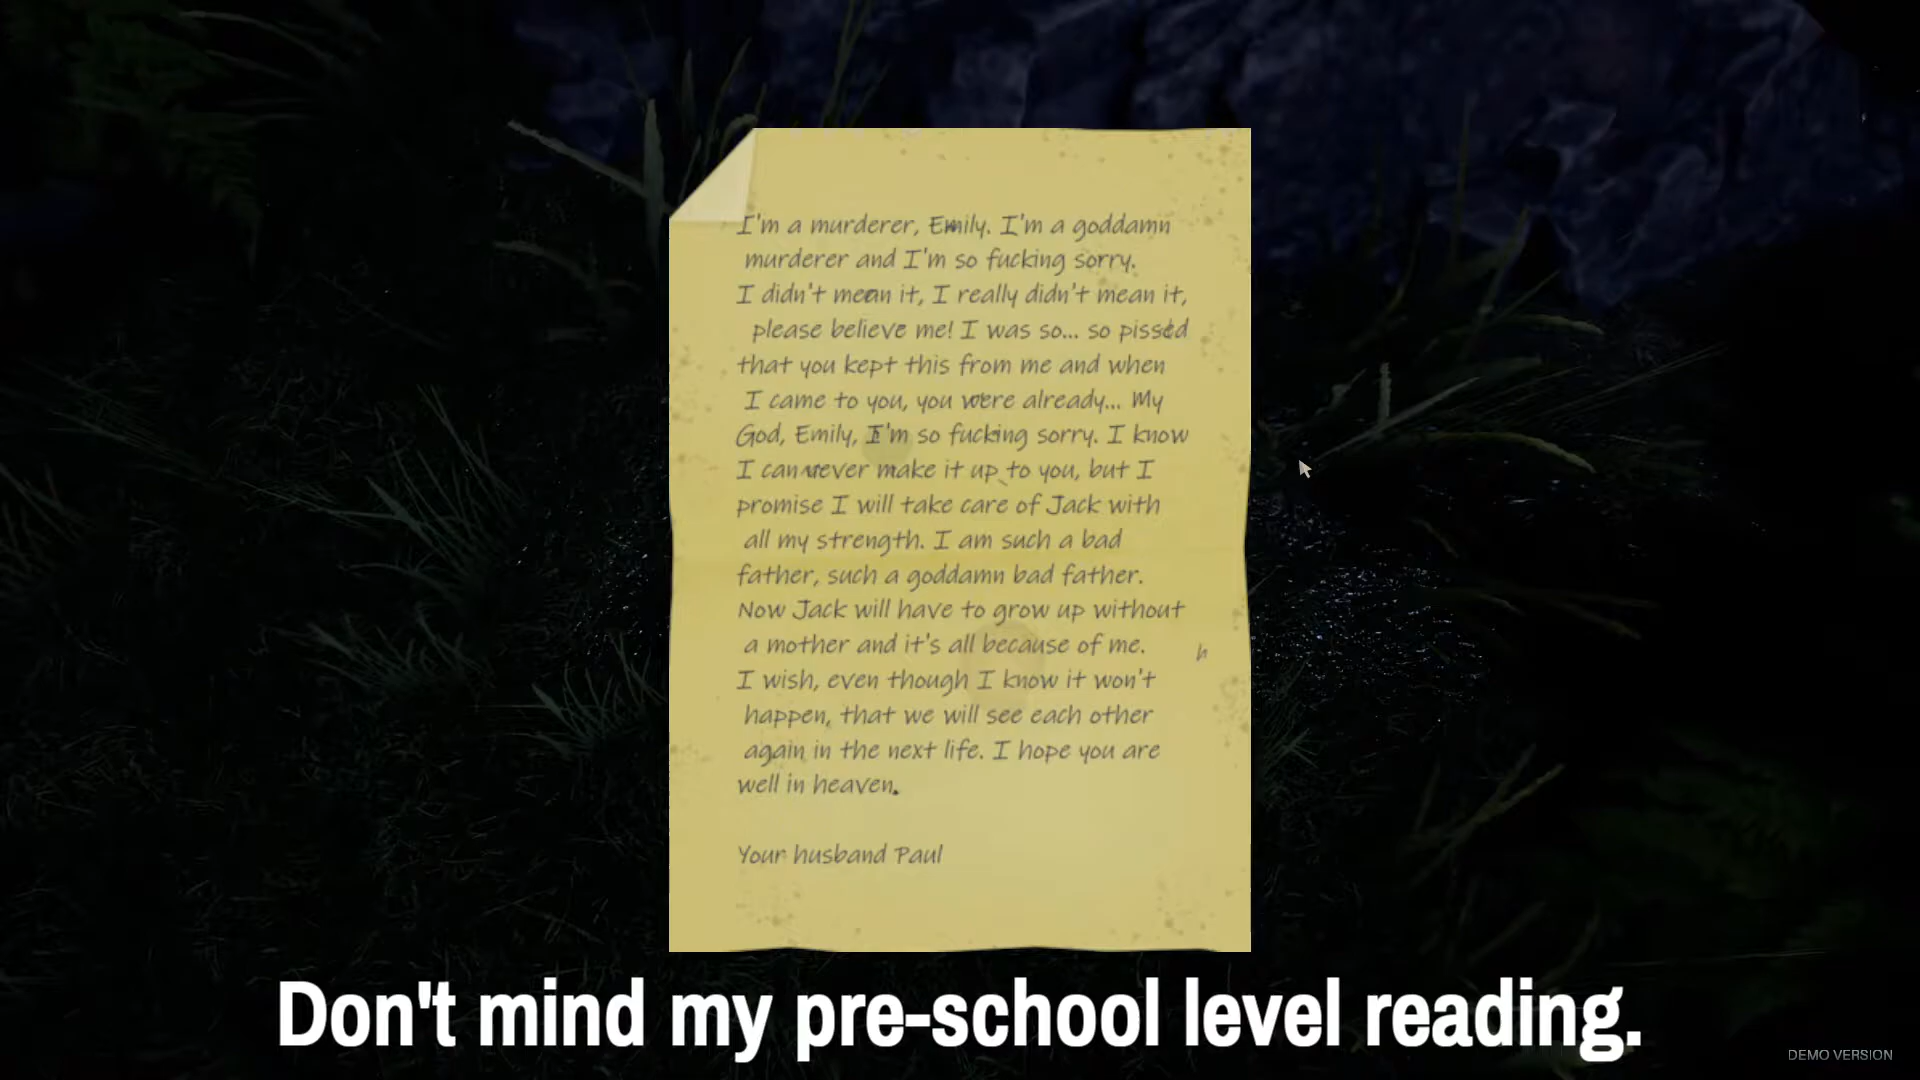 I'm a murderer, Emily. I'm a goddamn
murderer and I'm so fucking sorry.
I didn't mean it, I really didn't mean it,
please believe me! I was so... so pissed
that you kept this from me and when
I came to you, you were already... My
God, Emily, I'm so fucking sorry. I know
I can never make it up to you, but I
promise I will take care of Jack with
all my strength. I am such a bad
father, such a goddamn bad father.
Now Jack will have to grow up without
a mother and it's all because of me.
h
I wish, even though I know it won't
happen, that we will see each other
again in the next life. I hope you are
well in heaven.
Your husband Paul
Don't mind my pre-school level reading.
DEMO VERSION